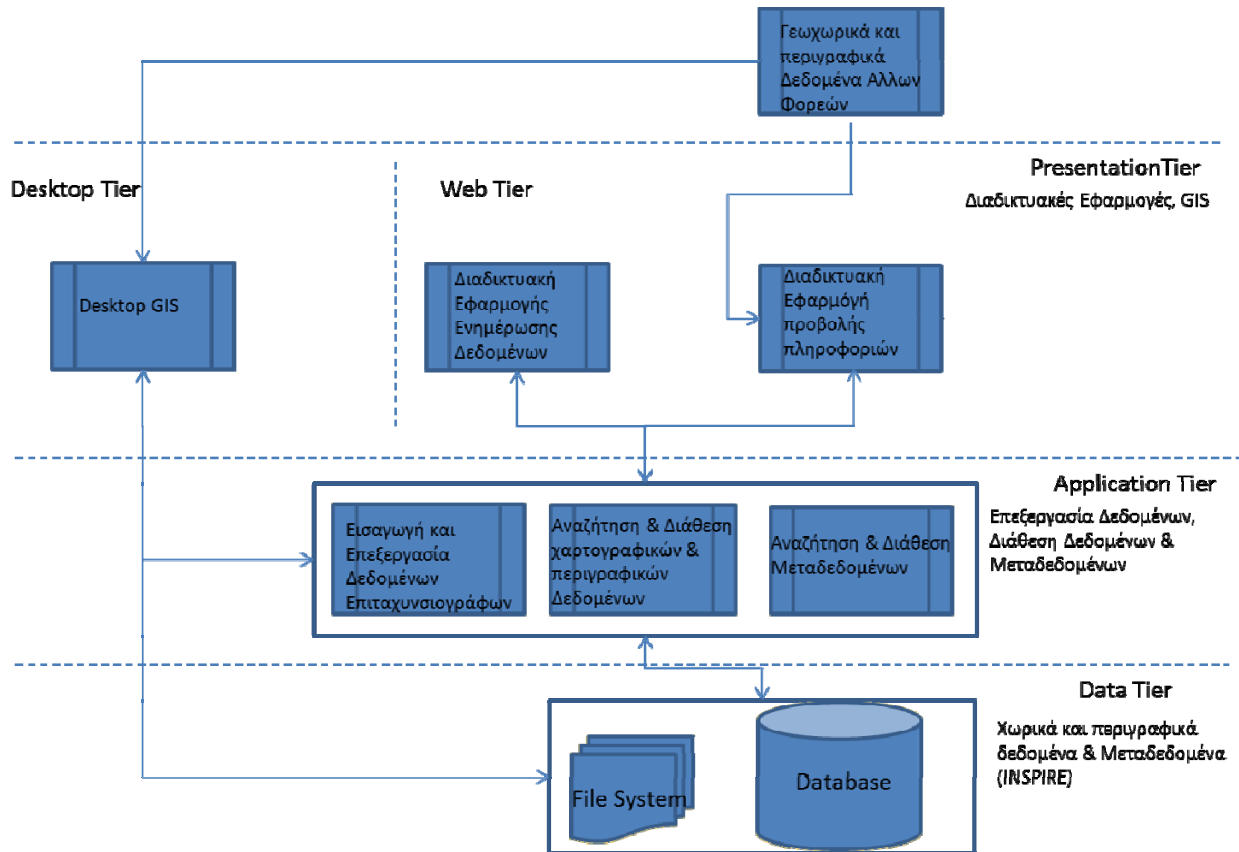 Γεωχωρικά και
περιγραφικά
Δεδομένα Αλλων
Φορεών
Desktop Tier
Web Tier
PresentationTier
Διαδικτυακές Εφαρμογές, GIS
Desktop GIS
Διαδικτυακή
Εφαρμογής
Ενημέρωσης
Δεδομένων
Διαδικτυακή
Εφαρμόγή
προβολής
πληροφοριών
Application Tier
Επεξεργασία Δεδομένων,
Διάθεση Δεδομένων &
Μεταδεδομένων
Εισαγωγή και
Επεξεργασία
Δεδομένων
Επιταχυνσιογράφων
Αναζήτηση & Διάθεση
χαρτογραφικών &
περιγραφικών
Δεδομένων
Αναζήτηση & Διάθεση
Μεταδεδομένων
Data Tier
Χωρικά και περιγραφικά
δεδομένα & Μεταδεδομένα
(INSPIRE)
File System
Database